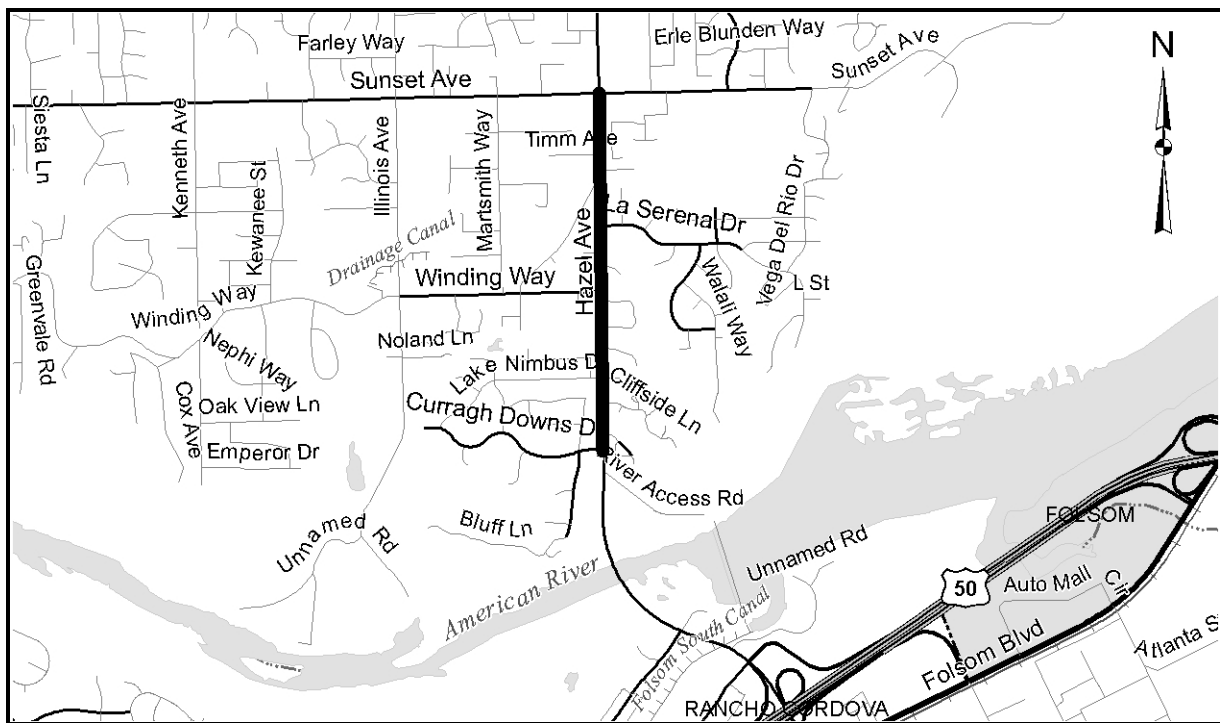 Farley Way
Erle Blunden Way
N
Sunset Ave
Sunset Ave
Siesta Ln
Kenneth Ave
Illinois Ave
Martsmith Way
Timm Ave
Kewanee St
La Serena Dr
Vega Del Rio Dr
Drainage Canal
Hazel Ave
Greenvale Rd
Winding Way
Winding Way
Walali Way
L St
Noland Ln
Nephi Way
Lake Nimbus D
Cliffside Ln
Cox Ave
Oak View Ln
Curragh Downs D
Emperor Dr
River Access Rd
Bluff Ln
Unnamed Rd
FOLSOM
Unnamed Rd
American River
50
Auto Mall Cir
Folsom South Canal
Folsom Blvd
Atlanta S
RANCHO CORDOVA